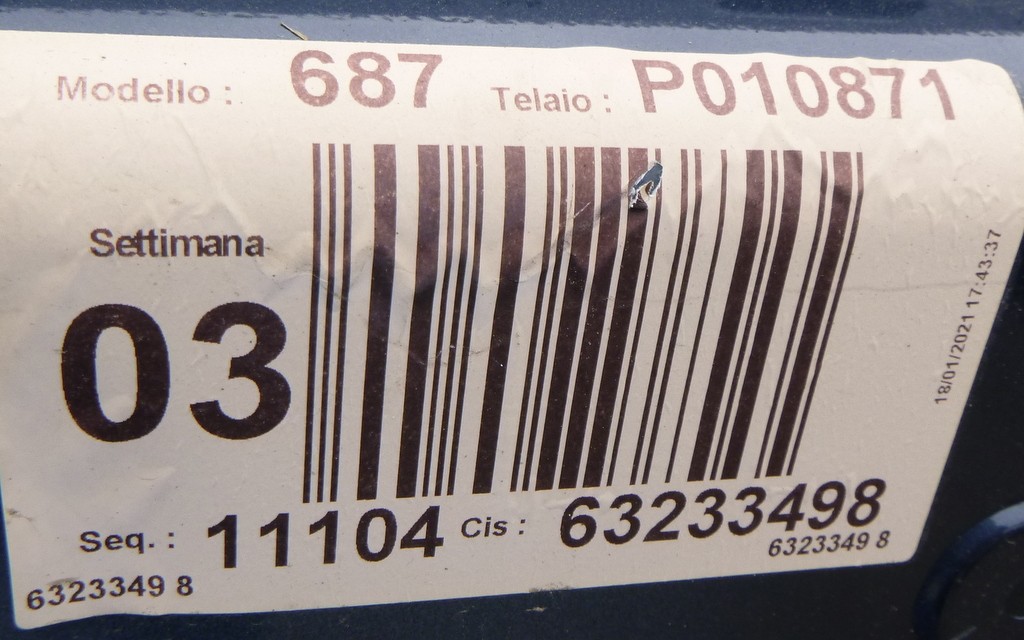 Modello : 687 Telaio : P010871
Settimana
03
18/01/2021 17:43:37
Seq. : 11104 Cis : 63233498
6323349 8
6323349 8